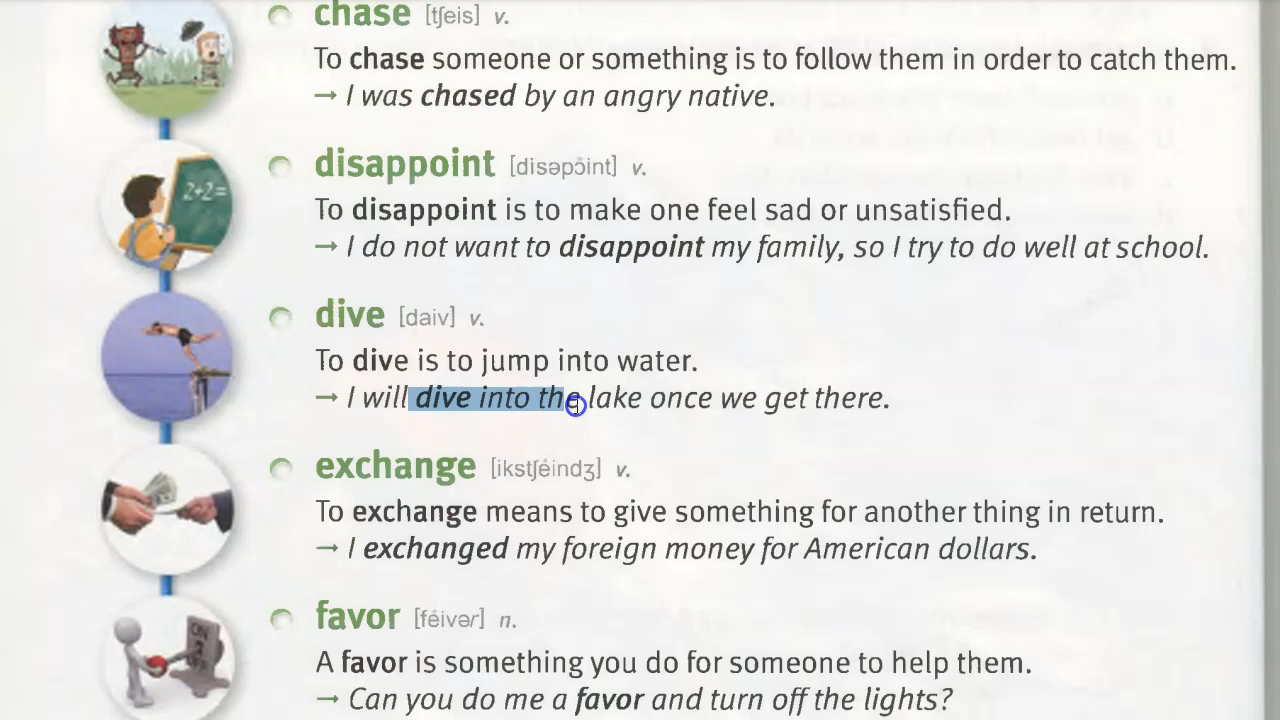 chase [tʃeis] v.
To chase someone or something is to follow them in order to catch them.
→ I was chased by an angry native.
2+2=
disappoint [disəpɔ́int] v.
To disappoint is to make one feel sad or unsatisfied.
→ I do not want to disappoint my family, so I try to do well at school.
dive [daiv] v.
To dive is to jump into water.
→ I will dive into the lake once we get there.
exchange [ikstʃéindʒ] v.
To exchange means to give something for another thing in return.
→ I exchanged my foreign money for American dollars.
favor [féivər] n.
A favor is something you do for someone to help them.
→ Can you do me a favor and turn off the lights?
ON
OFF